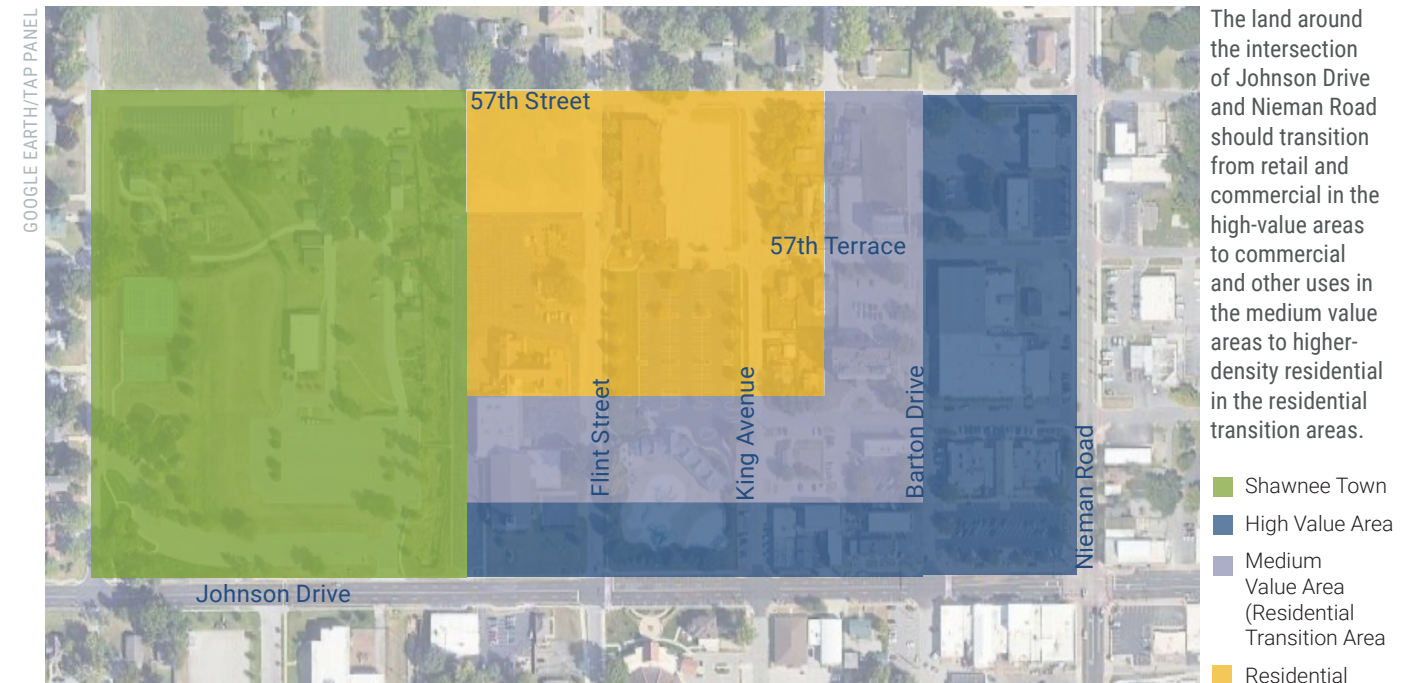 GOOGLE EARTH/TAP PANEL
57th Street
57th Terrace
Flint Street
King Avenue
Barton Drive
Nieman Road
Johnson Drive
The land around
the intersection
of Johnson Drive
and Nieman Road
should transition
from retail and
commercial in the
high-value areas
to commercial
and other uses in
the medium value
areas to higher-
density residential
in the residential
transition areas.
Shawnee Town
High Value Area
Medium
Value Area
(Residential
Transition Area
Residential